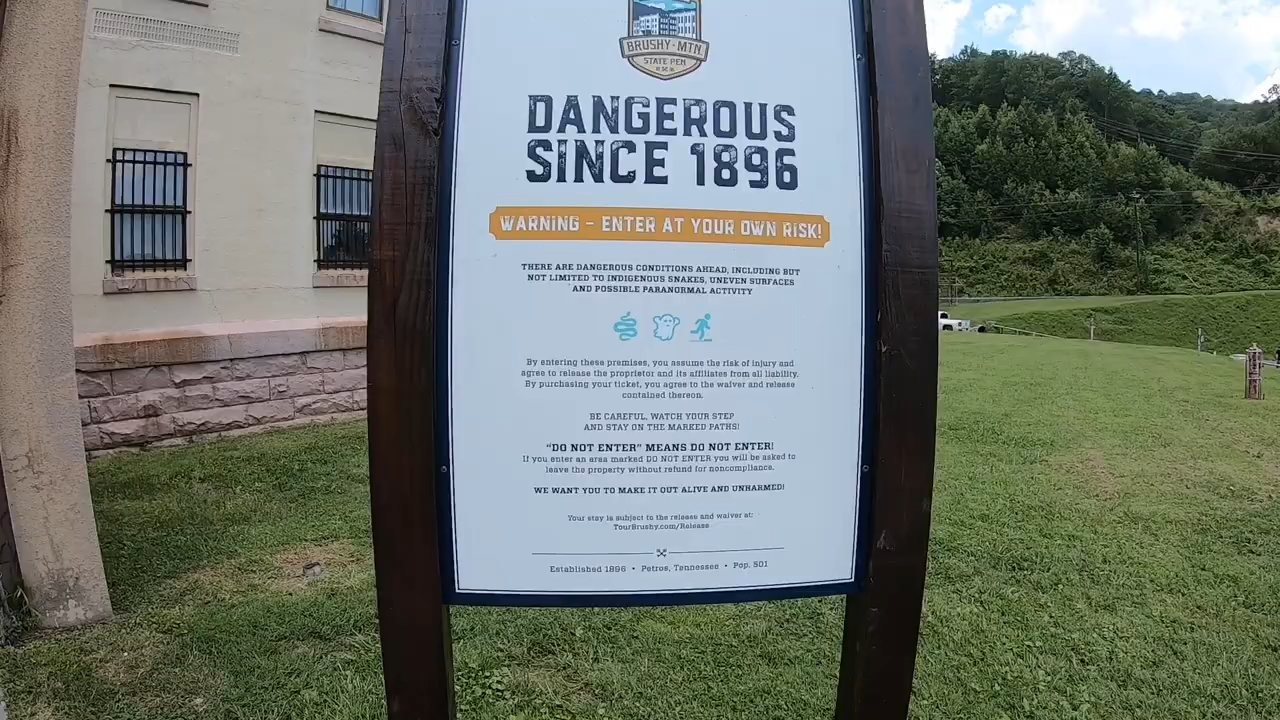 BRUSHY · MTN.
STATE PEN
DANGEROUS
SINCE 1896
WARNING - ENTER AT YOUR OWN RISK!
THERE ARE DANGEROUS CONDITIONS AHEAD, INCLUDING BUT
NOT LIMITED TO INDIGENOUS SNAKES, UNEVEN SURFACES
AND POSSIBLE PARANORMAL ACTIVITY
By entering these premises, you assume the risk of injury and
agree to release the proprietor and its affiliates from all liability.
By purchasing your ticket, you agree to the waiver and release
contained thereon.
BE CAREFUL, WATCH YOUR STEP
AND STAY ON THE MARKED PATHS!
"DO NOT ENTER" MEANS DO NOT ENTER!
If you enter an area marked DO NOT ENTER you will be asked to
leave the property without refund for noncompliance.
WE WANT YOU TO MAKE IT OUT ALIVE AND UNHARMED!
Your stay is subject to the release and waiver at:
TourBrushy.com/Release
Established 1896 • Petros, Tennessee • Pop. 501